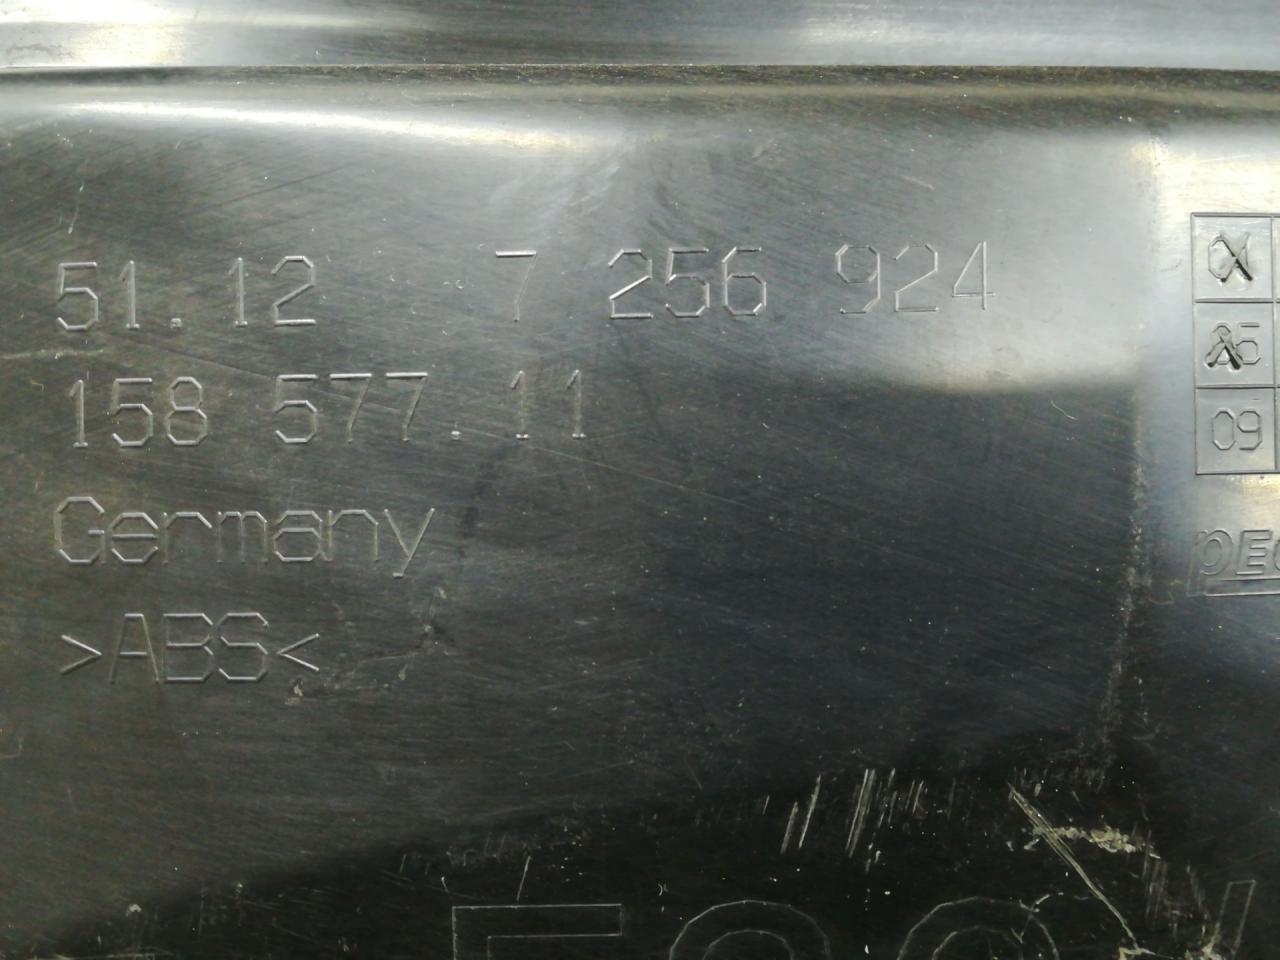 51.12 7 256 924
158 577.11
Germany
>ABS<
09